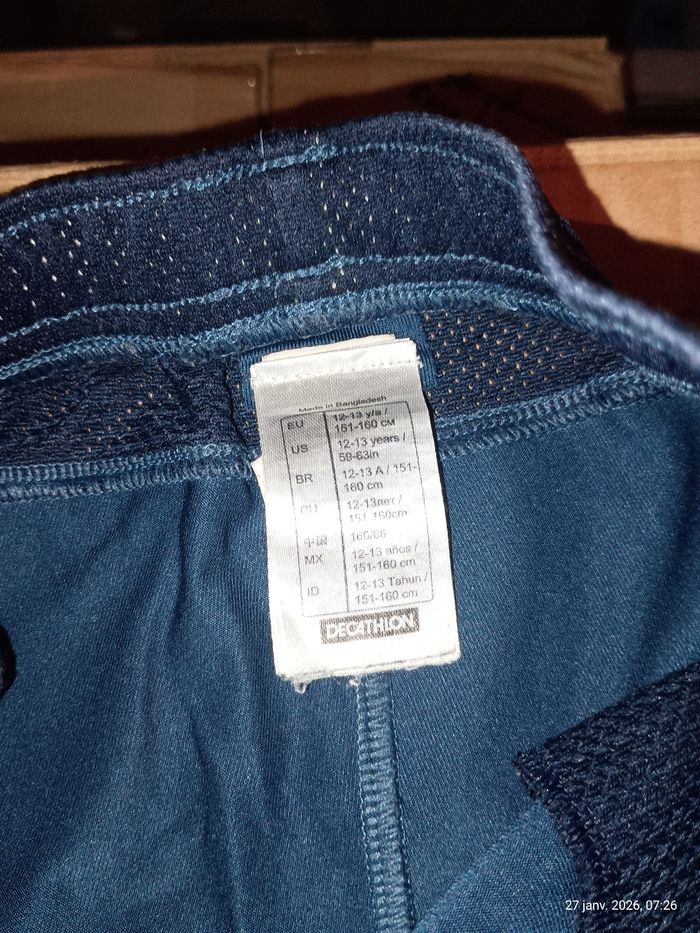 Made in Bangladesh
EU 12-13 y/a /
151-160 см
US 12-13 years /
59-63in
BR 12-13 A / 151-
160 cm
RU 12-13лет /
151-160cm
中国 160/66
MX 12-13 años /
151-160 cm
ID 12-13 Tahun /
151-160 cm
DECATHLON
27 janv. 2026, 07:26